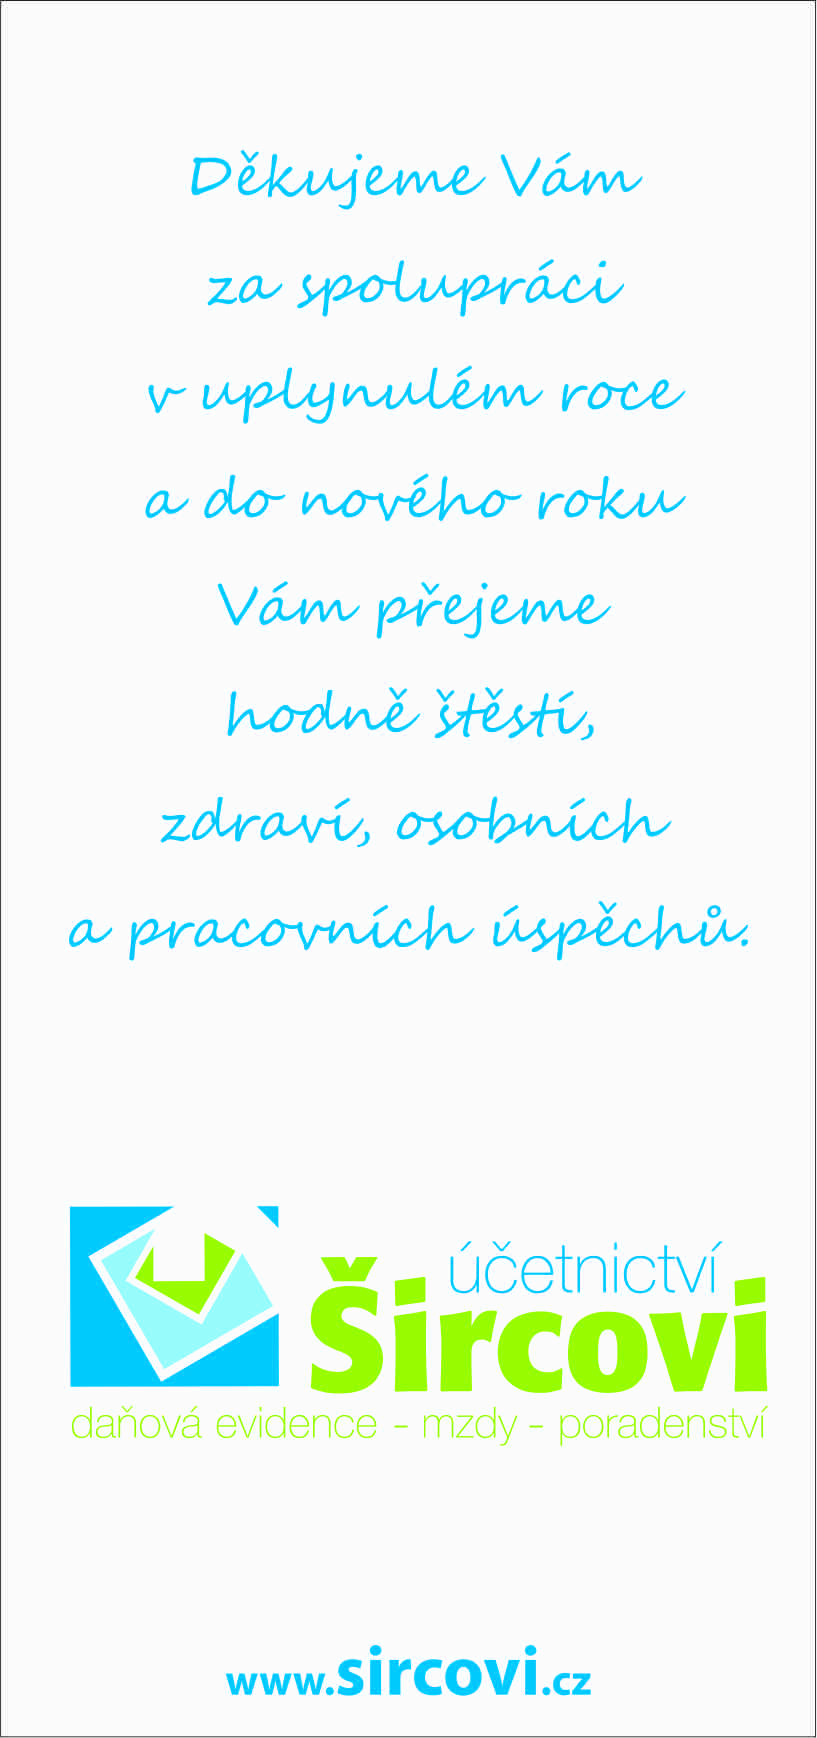 Děkujeme Vám
za spolupráci
v uplynulém roce
a do nového roku
Vám přejeme
hodně štěstí,
zdraví, osobních
a pracovních úspěchů.
účetnictví
Šircovi
daňová evidence - mzdy - poradenství
www.sircovi.cz